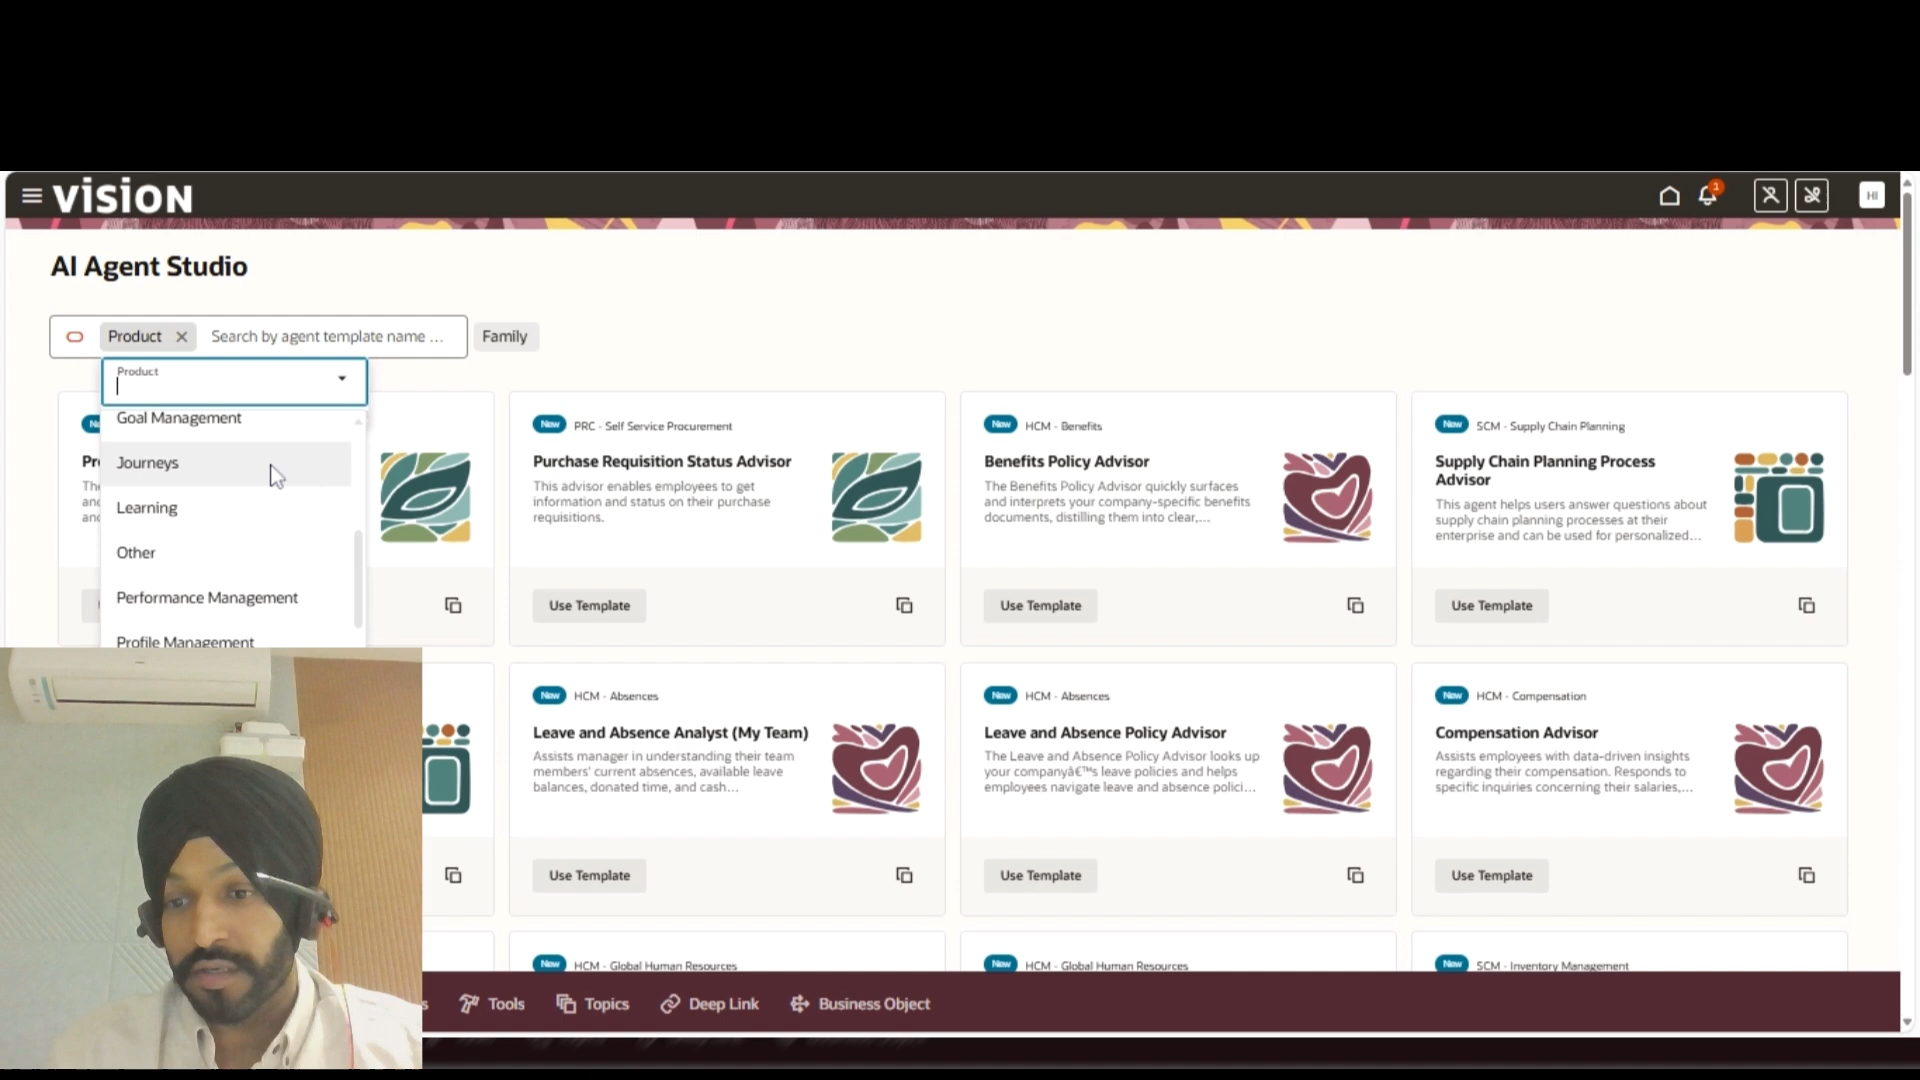 VISION
1
HI
AI Agent Studio
Product
Search by agent template name ...
Family
Product
Goal Management
Journeys
Learning
Other
Performance Management
Profile Management
New PRC - Self Service Procurement
Purchase Requisition Status Advisor
This advisor enables employees to get
information and status on their purchase
requisitions.
Use Template
New HCM - Benefits
Benefits Policy Advisor
The Benefits Policy Advisor quickly surfaces
and interprets your company-specific benefits
documents, distilling them into clear,...
Use Template
New SCM - Supply Chain Planning
Supply Chain Planning Process
Advisor
This agent helps users answer questions about
supply chain planning processes at their
enterprise and can be used for personalized...
Use Template
New HCM - Absences
Leave and Absence Analyst (My Team)
Assists manager in understanding their team
members' current absences, available leave
balances, donated time, and cash...
Use Template
New HCM - Absences
Leave and Absence Policy Advisor
The Leave and Absence Policy Advisor looks up
your companyâ€™s leave policies and helps
employees navigate leave and absence polici...
Use Template
New HCM - Compensation
Compensation Advisor
Assists employees with data-driven insights
regarding their compensation. Responds to
specific inquiries concerning their salaries,...
Use Template
New HCM - Global Human Resources
New HCM - Global Human Resources
New SCM - Inventory Management
Tools
Topics
Deep Link
Business Object